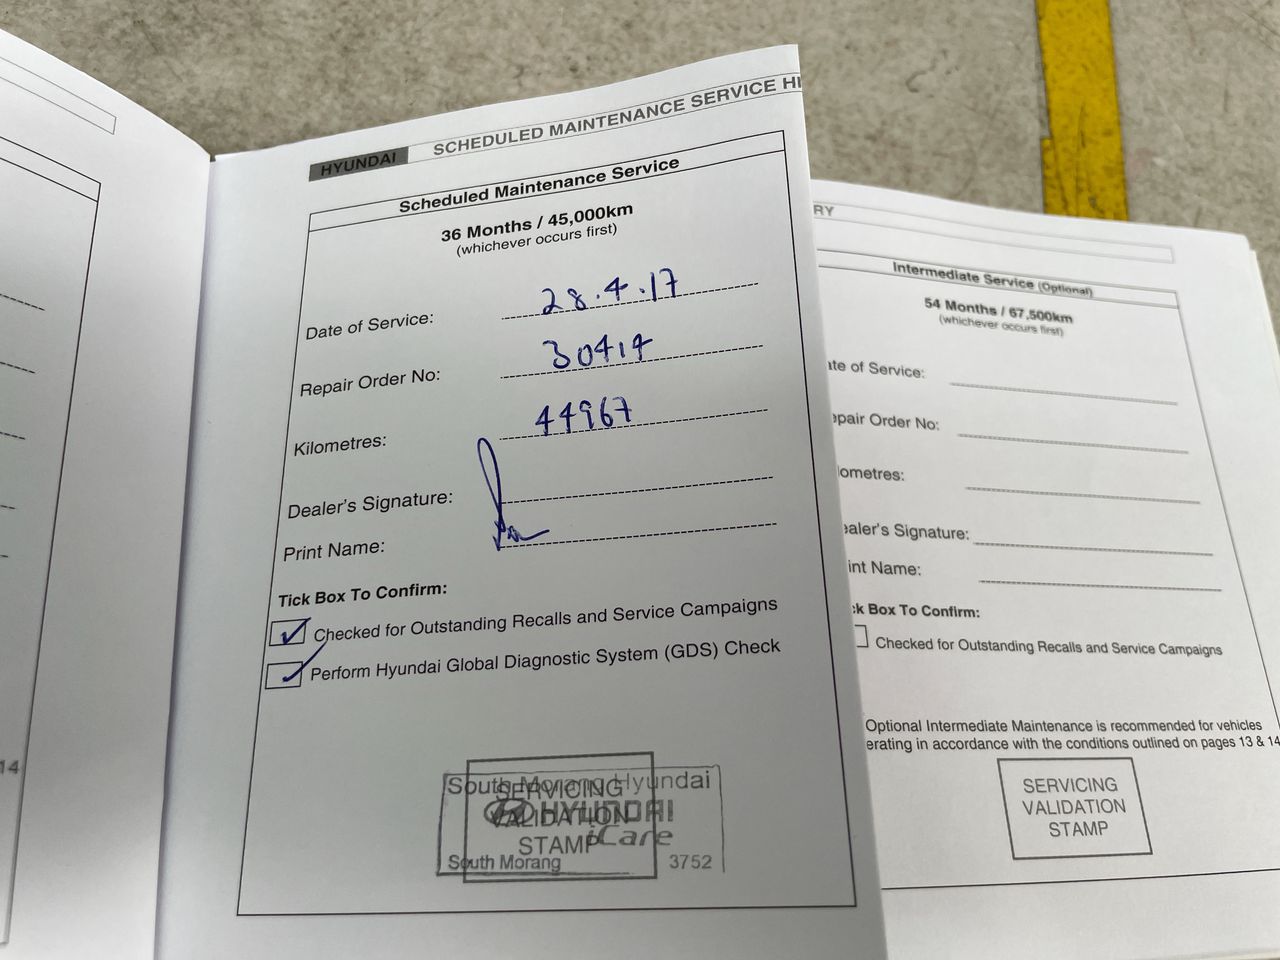 HYUNDAI
SCHEDULED MAINTENANCE SERVICE HI
Scheduled Maintenance Service
36 Months / 45,000km
(whichever occurs first)
Date of Service: 28.4.17
Repair Order No: 30414
Kilometres: 44967
Dealer's Signature:
Print Name:
Tick Box To Confirm:
Checked for Outstanding Recalls and Service Campaigns
Perform Hyundai Global Diagnostic System (GDS) Check
South Morang Hyundai
SERVICING
HYUNDAI
VALIDATION
iCare
STAMP
South Morang 3752
14
RY
Intermediate Service (Optional)
54 Months / 67,500km
(whichever occurs first)
ate of Service:
epair Order No:
lometres:
ealer's Signature:
int Name:
ck Box To Confirm:
Checked for Outstanding Recalls and Service Campaigns
Optional Intermediate Maintenance is recommended for vehicles
erating in accordance with the conditions outlined on pages 13 & 14
SERVICING
VALIDATION
STAMP